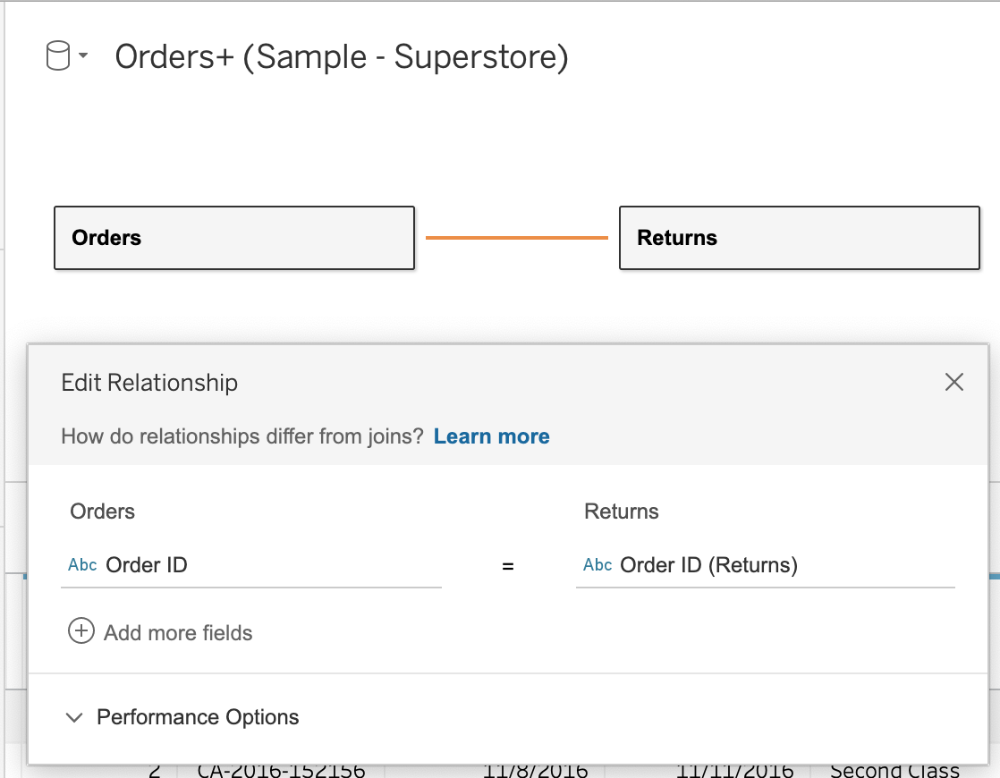 Orders+ (Sample - Superstore)
Orders
Returns
Edit Relationship
How do relationships differ from joins? Learn more
Orders
Returns
Abc Order ID
=
Abc Order ID (Returns)
Add more fields
Performance Options
2 CA-2016-152156 11/8/2016 11/11/2016 Second Class